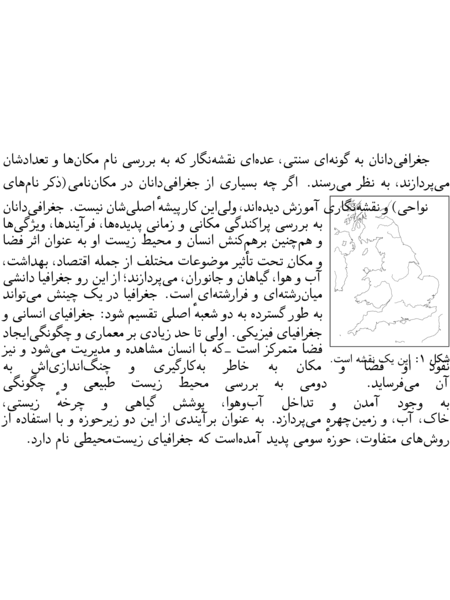 جغرافی‌دانان به گونه‌ای سنتی، عده‌ای نقشه‌نگار که به بررسی نام مکان‌ها و تعدادشان
می‌پردازند، به نظر می‌رسند. اگر چه بسیاری از جغرافی‌دانان در مکان‌نامی(ذکر نام‌های
نواحی) و نقشه‌نگاری آموزش دیده‌اند، ولی‌این کارپیشهٔ اصلی‌شان نیست. جغرافی‌دانان
به بررسی پراکندگی مکانی و زمانی پدیده‌ها، فرآیندها، ویژگی‌ها
و هم‌چنین برهم‌کنش انسان و محیط زیست او به عنوان اثر فضا
و مکان تحت تأثیر موضوعات مختلف از جمله اقتصاد، بهداشت،
آب و هوا، گیاهان و جانوران، می‌پردازند؛ از این رو جغرافیا دانشی
میان‌رشته‌ای و فرارشته‌ای است. جغرافیا در یک چینش می‌تواند
به طور گسترده به دو شعبهٔ اصلی تقسیم شود: جغرافیای انسانی و
جغرافیای فیزیکی. اولی تا حد زیادی بر معماری و چگونگی‌ایجاد
فضا متمرکز است –که با انسان مشاهده و مدیریت می‌شود و نیز
نفوذ او و فضا و مکان به خاطر به‌کارگیری و چنگ‌اندازی‌اش به
شکل ۱: این یک نقشه است.
آن می‌فرساید. دومی به بررسی محیط زیست طبیعی و چگونگی
به وجود آمدن و تداخل آب‌وهوا، پوشش گیاهی و چرخهٔ زیستی،
خاک، آب، و زمین‌چهره می‌پردازد. به عنوان برآیندی از این دو زیرحوزه و با استفاده از
روش‌های متفاوت، حوزهٔ سومی پدید آمده‌است که جغرافیای زیست‌محیطی نام دارد.